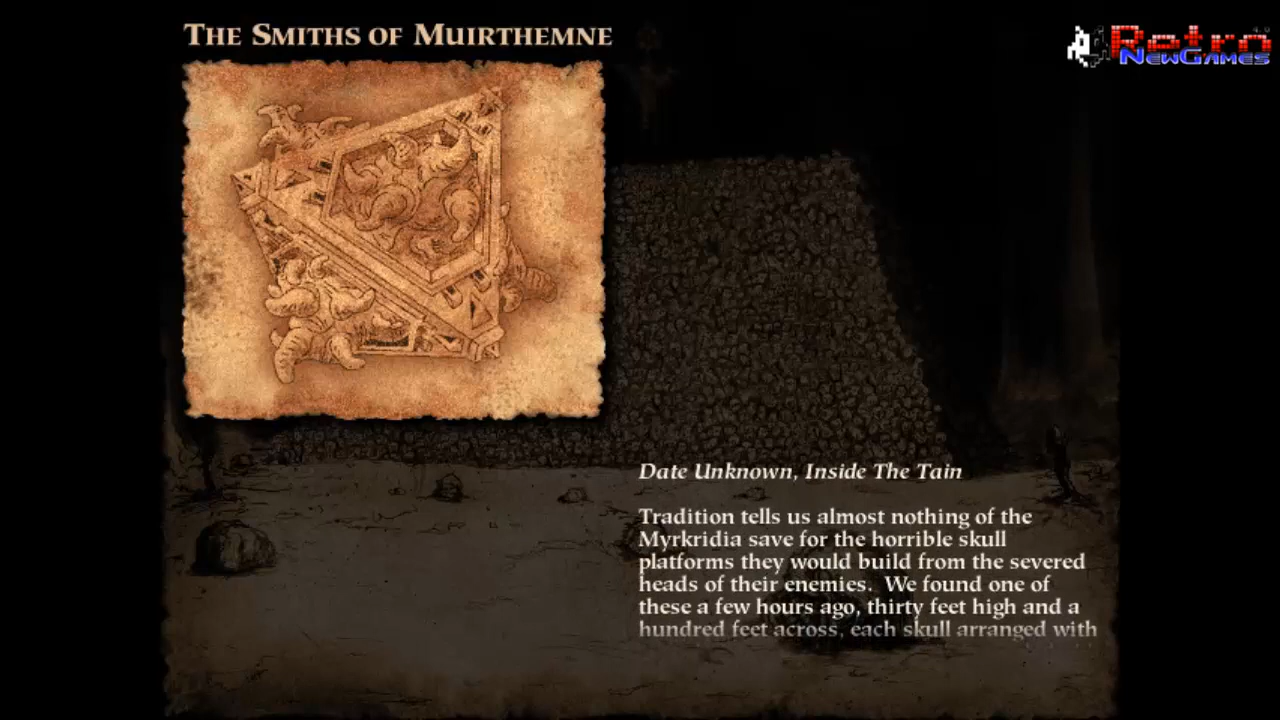 The Smiths of Muirthemne
Retro 4.0
NewGames
Date Unknown, Inside The Tain
Tradition tells us almost nothing of the
Myrkridia save for the horrible skull
platforms they would build from the severed
heads of their enemies.  We found one of
these a few hours ago, thirty feet high and a
hundred feet across, each skull arranged with